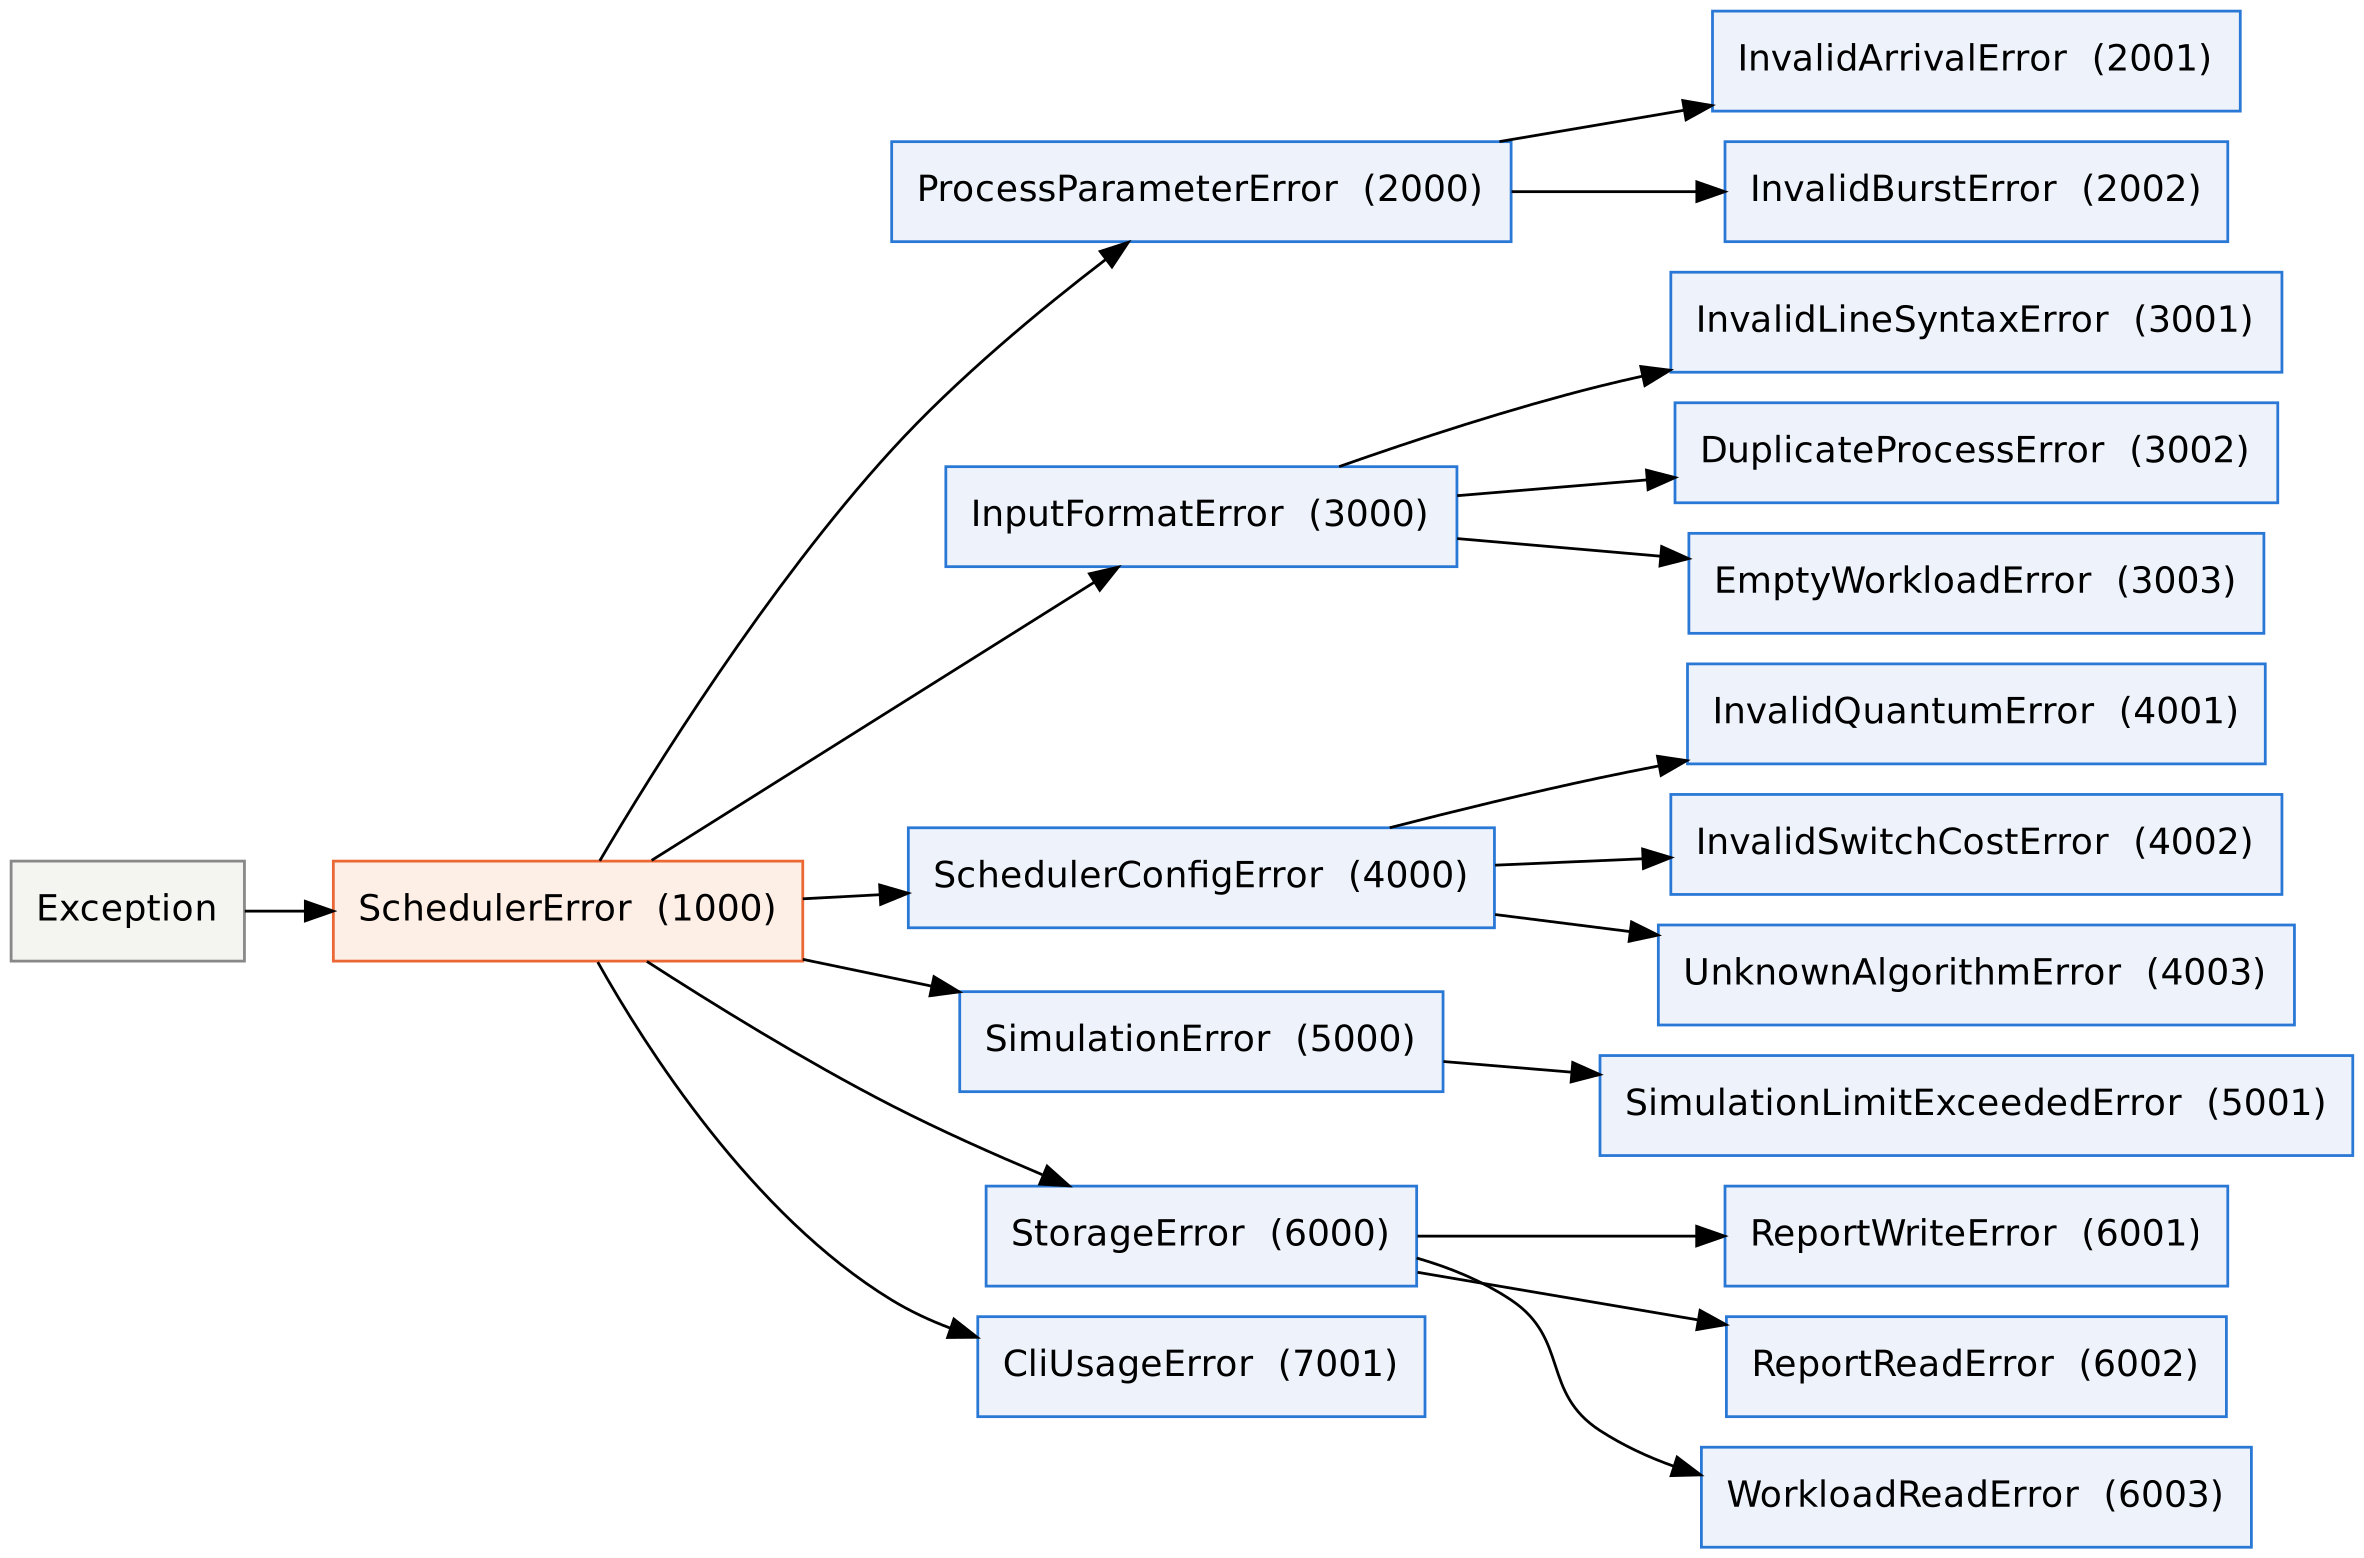 Exception
SchedulerError (1000)
ProcessParameterError (2000)
InputFormatError (3000)
SchedulerConfigError (4000)
SimulationError (5000)
StorageError (6000)
CliUsageError (7001)
InvalidArrivalError (2001)
InvalidBurstError (2002)
InvalidLineSyntaxError (3001)
DuplicateProcessError (3002)
EmptyWorkloadError (3003)
InvalidQuantumError (4001)
InvalidSwitchCostError (4002)
UnknownAlgorithmError (4003)
SimulationLimitExceededError (5001)
ReportWriteError (6001)
ReportReadError (6002)
WorkloadReadError (6003)